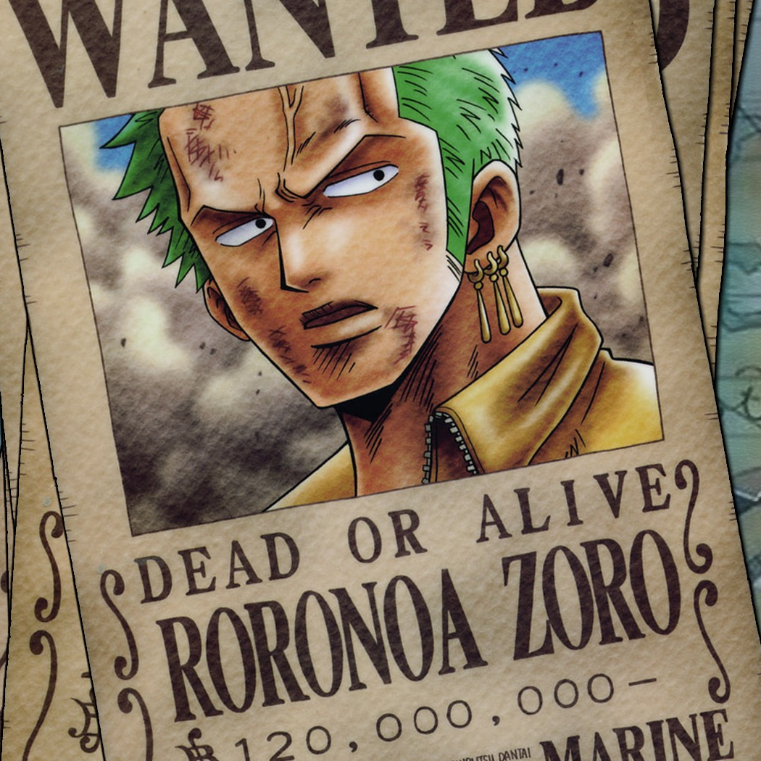 WANTED
DEAD OR ALIVE
RORONOA ZORO
฿120,000,000-
MARINE